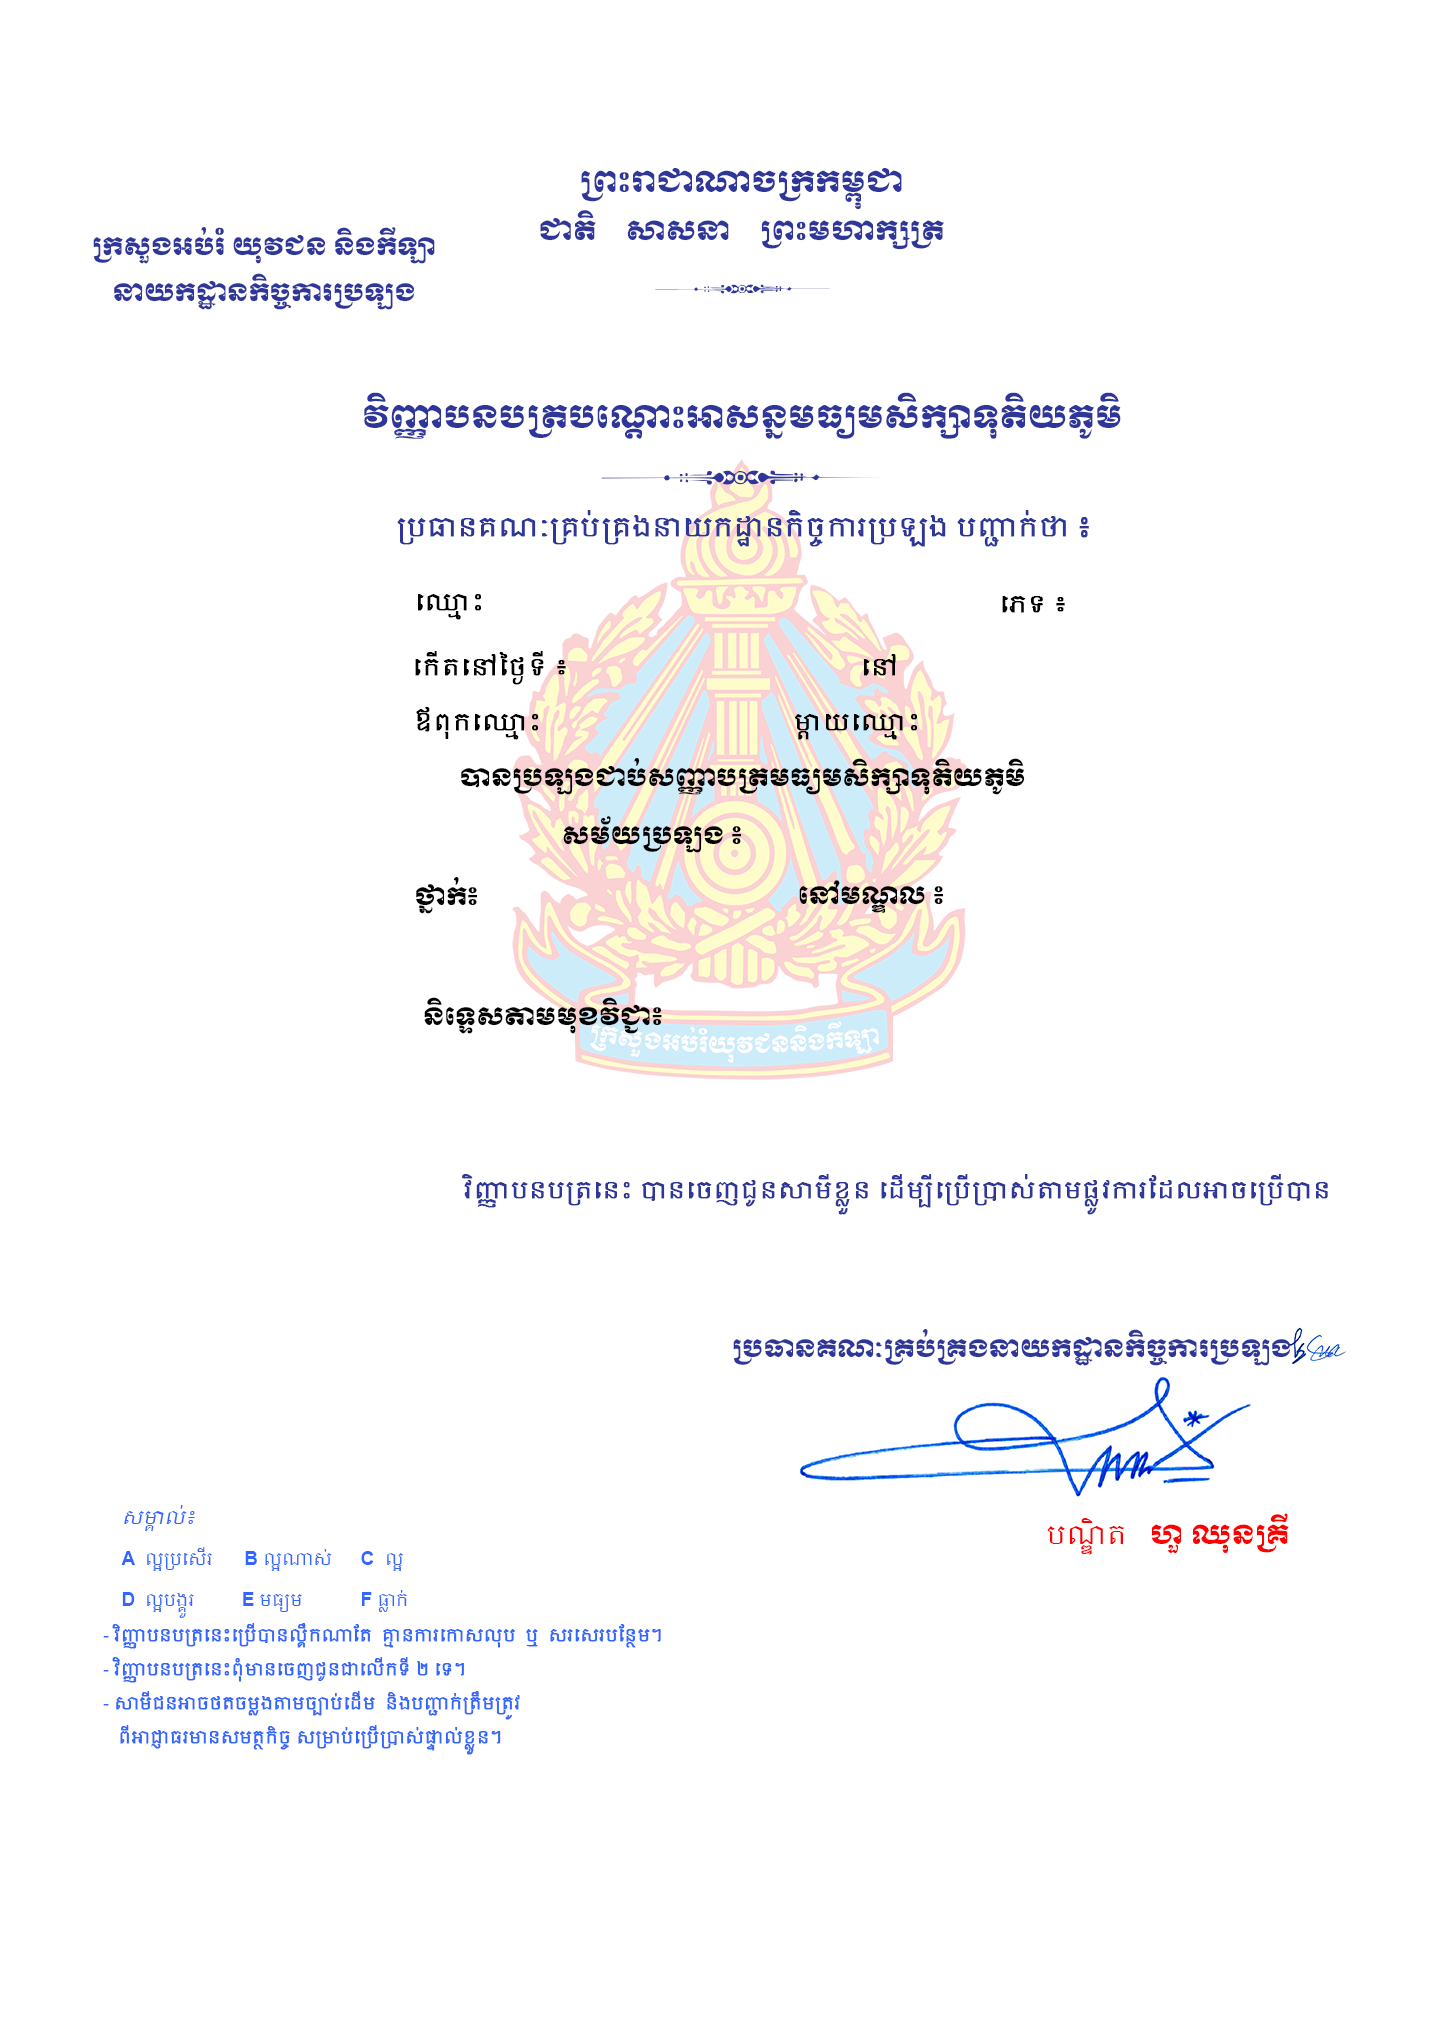 ព្រះរាជាណាចក្រកម្ពុជា
ជាតិ សាសនា ព្រះមហាក្សត្រ
ក្រសួងអប់រំ យុវជន និងកីឡា
នាយកដ្ឋានកិច្ចការប្រឡង
វិញ្ញាបនបត្របណ្តោះអាសន្នមធ្យមសិក្សាទុតិយភូមិ
ប្រធានគណៈគ្រប់គ្រងនាយកដ្ឋានកិច្ចការប្រឡង បញ្ជាក់ថា ៖
ឈ្មោះ ភេទ ៖
កើតនៅថ្ងៃទី ៖ នៅ
ឪពុកឈ្មោះ ម្តាយឈ្មោះ
បានប្រឡងជាប់សញ្ញាបត្រមធ្យមសិក្សាទុតិយភូមិ
សម័យប្រឡង ៖
ថ្នាក់៖ នៅមណ្ឌល ៖
និទ្ទេសតាមមុខវិជ្ជា៖
ក្រសួងអប់រំយុវជននិងកីឡា
វិញ្ញាបនបត្រនេះ បានចេញជូនសាមីខ្លួន ដើម្បីប្រើប្រាស់តាមផ្លូវការដែលអាចប្រើបាន
ប្រធានគណៈគ្រប់គ្រងនាយកដ្ឋានកិច្ចការប្រឡង
បណ្ឌិត ហួ ឈុនគ្រី
សម្គាល់៖
A ល្អប្រសើរ B ល្អណាស់ C ល្អ
D ល្អបង្គួរ E មធ្យម F ធ្លាក់
- វិញ្ញាបនបត្រនេះប្រើបានល្គឹកណាតែ គ្មានការកោសលុប ឬ សរសេរបន្ថែម។
- វិញ្ញាបនបត្រនេះពុំមានចេញជូនជាលើកទី ២ ទេ។
- សាមីជនអាចថតចម្លងតាមច្បាប់ដើម និងបញ្ជាក់ត្រឹមត្រូវ
ពីអាជ្ញាធរមានសមត្ថកិច្ច សម្រាប់ប្រើប្រាស់ផ្ទាល់ខ្លួន។